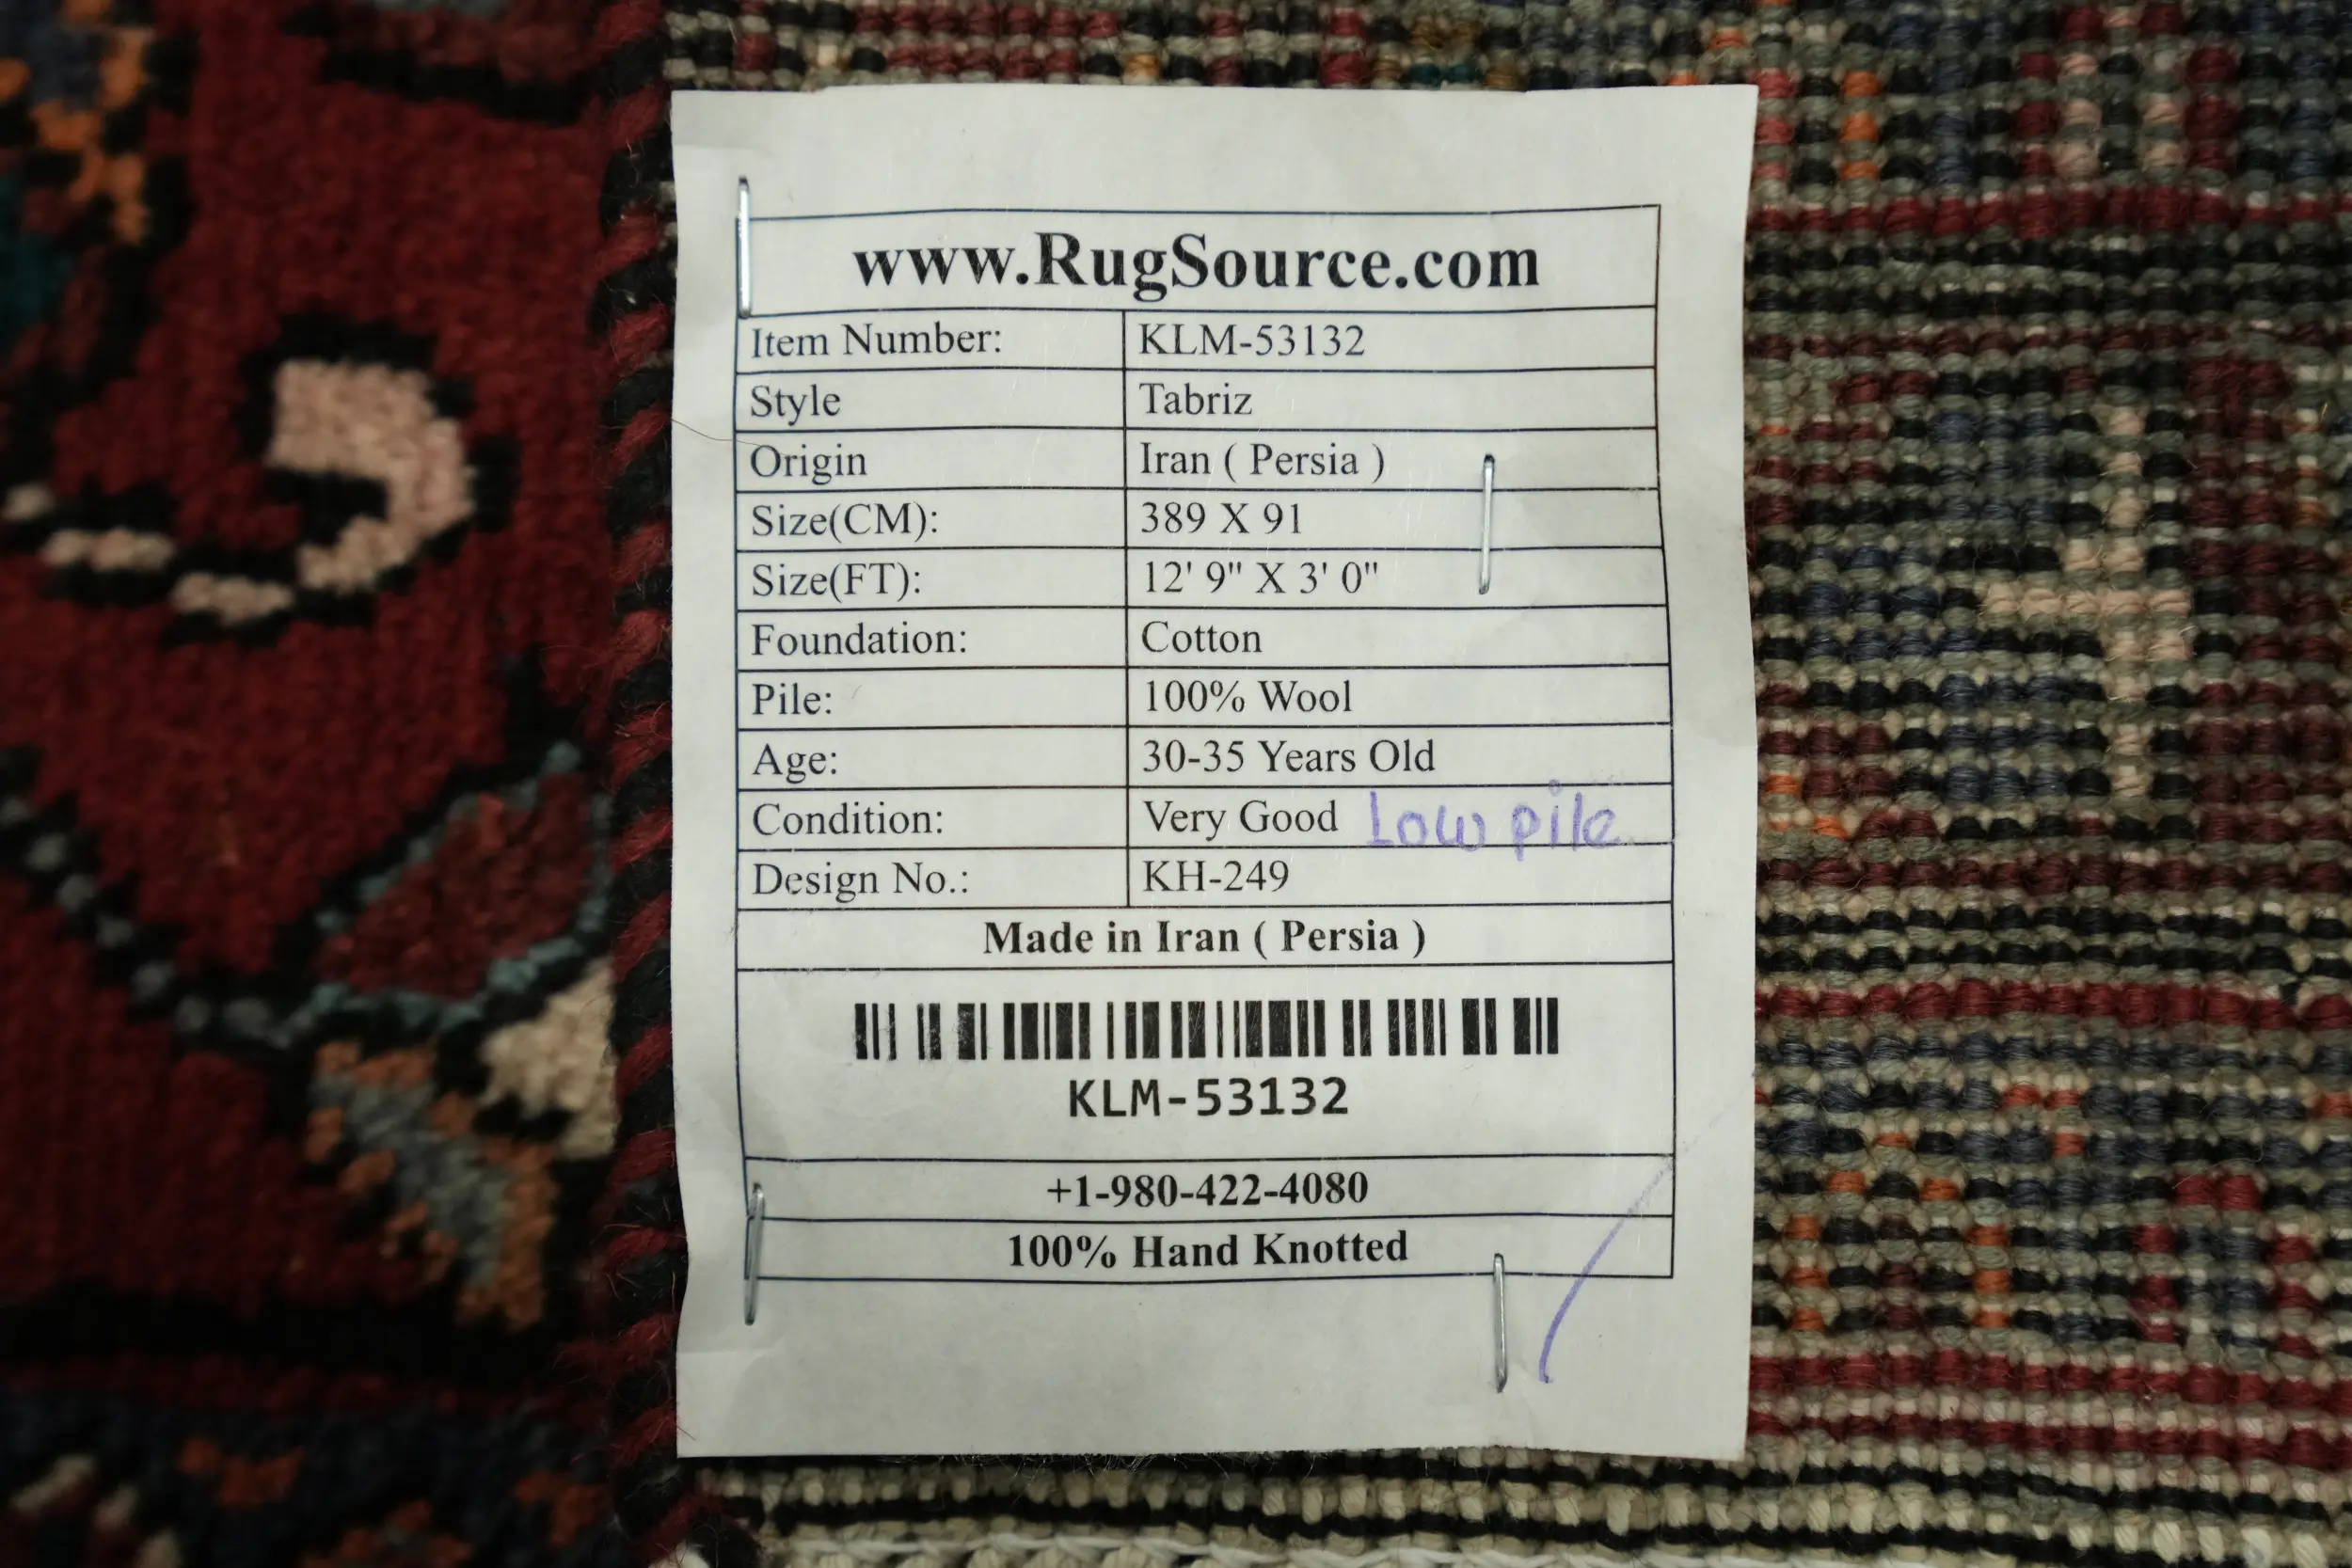 www.RugSource.com
Item Number: KLM-53132
Style Tabriz
Origin Iran ( Persia )
Size(CM): 389 X 91
Size(FT): 12' 9" X 3' 0"
Foundation: Cotton
Pile: 100% Wool
Age: 30-35 Years Old
Condition: Very Good Low pile
Design No.: KH-249
Made in Iran ( Persia )
KLM-53132
+1-980-422-4080
100% Hand Knotted